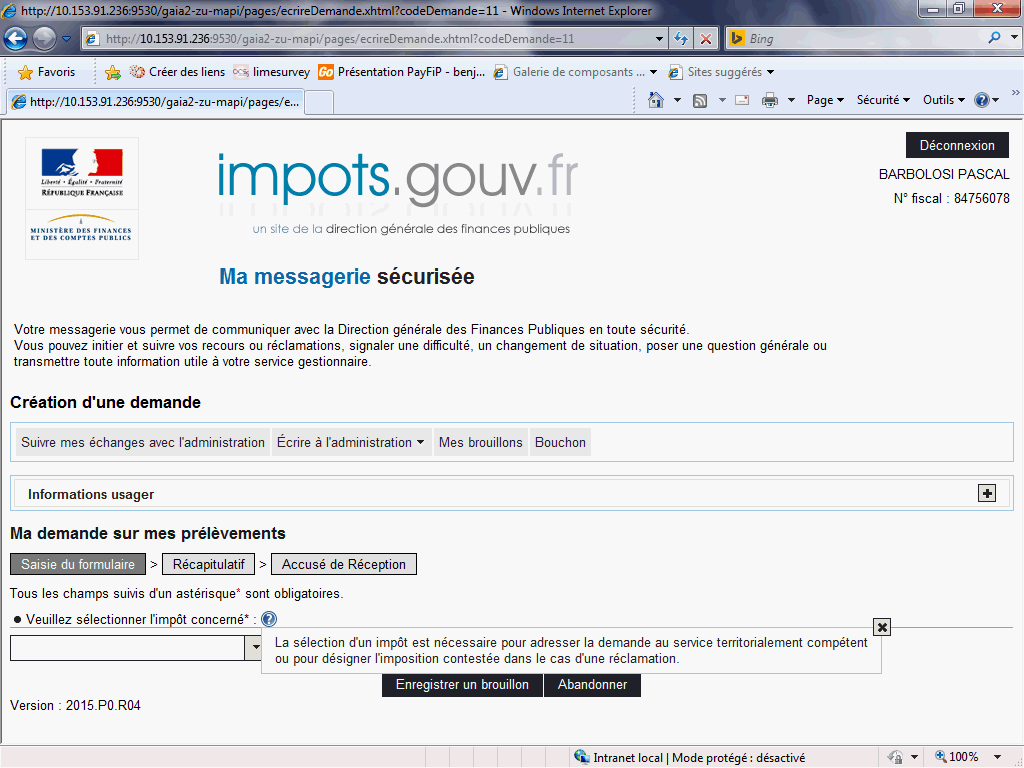 http://10.153.91.236:9530/gaia2-zu-mapi/pages/ecrireDemande.xhtml?codeDemande=11 - Windows Internet Explorer
http://10.153.91.236:9530/gaia2-zu-mapi/pages/ecrireDemande.xhtml?codeDemande=11
Bing
Favoris
Créer des liens
limesurvey
Go
Présentation PayFiP - benj...
Galerie de composants ...
Sites suggérés
http://10.153.91.236:9530/gaia2-zu-mapi/pages/e...
Page
Sécurité
Outils
»
Déconnexion
BARBOLOSI PASCAL
N° fiscal : 84756078
Liberté • Égalité • Fraternité
RÉPUBLIQUE FRANÇAISE
MINISTÈRE DES FINANCES
ET DES COMPTES PUBLICS
impots.gouv.fr
un site de la direction générale des finances publiques
Ma messagerie sécurisée
Votre messagerie vous permet de communiquer avec la Direction générale des Finances Publiques en toute sécurité.
Vous pouvez initier et suivre vos recours ou réclamations, signaler une difficulté, un changement de situation, poser une question générale ou
transmettre toute information utile à votre service gestionnaire.
Création d'une demande
Suivre mes échanges avec l'administration
Écrire à l'administration
Mes brouillons
Bouchon
Informations usager
Ma demande sur mes prélèvements
Saisie du formulaire > Récapitulatif > Accusé de Réception
Tous les champs suivis d'un astérisque* sont obligatoires.
● Veuillez sélectionner l'impôt concerné* :
La sélection d'un impôt est nécessaire pour adresser la demande au service territorialement compétent
ou pour désigner l'imposition contestée dans le cas d'une réclamation.
Enregistrer un brouillon
Abandonner
Version : 2015.P0.R04
Intranet local | Mode protégé : désactivé
100%